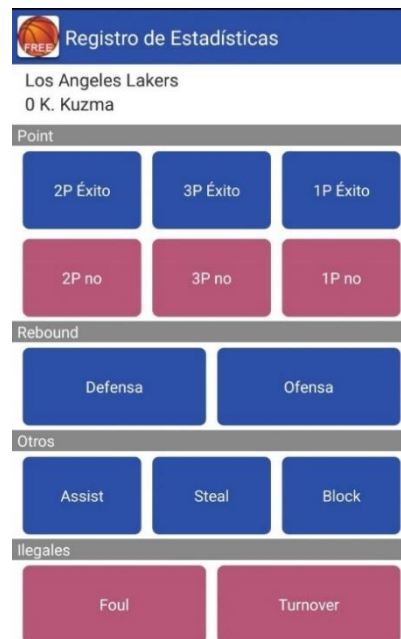 FREE Registro de Estadísticas
Los Angeles Lakers
0 K. Kuzma
Point
2P Éxito 3P Éxito 1P Éxito
2P no 3P no 1P no
Rebound
Defensa Ofensa
Otros
Assist Steal Block
Ilegales
Foul Turnover